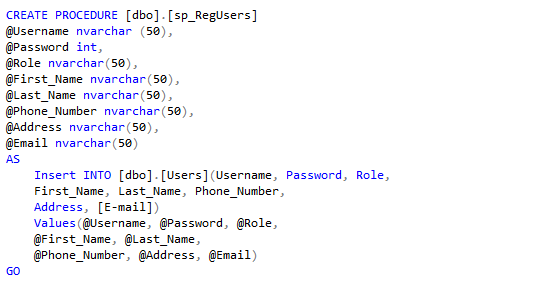 CREATE PROCEDURE [dbo].[sp_RegUsers]
@Username nvarchar (50),
@Password int,
@Role nvarchar(50),
@First_Name nvarchar(50),
@Last_Name nvarchar(50),
@Phone_Number nvarchar(50),
@Address nvarchar(50),
@Email nvarchar(50)
AS
    Insert INTO [dbo].[Users](Username, Password, Role,
    First_Name, Last_Name, Phone_Number,
    Address, [E-mail])
    Values(@Username, @Password, @Role,
    @First_Name, @Last_Name,
    @Phone_Number, @Address, @Email)
GO